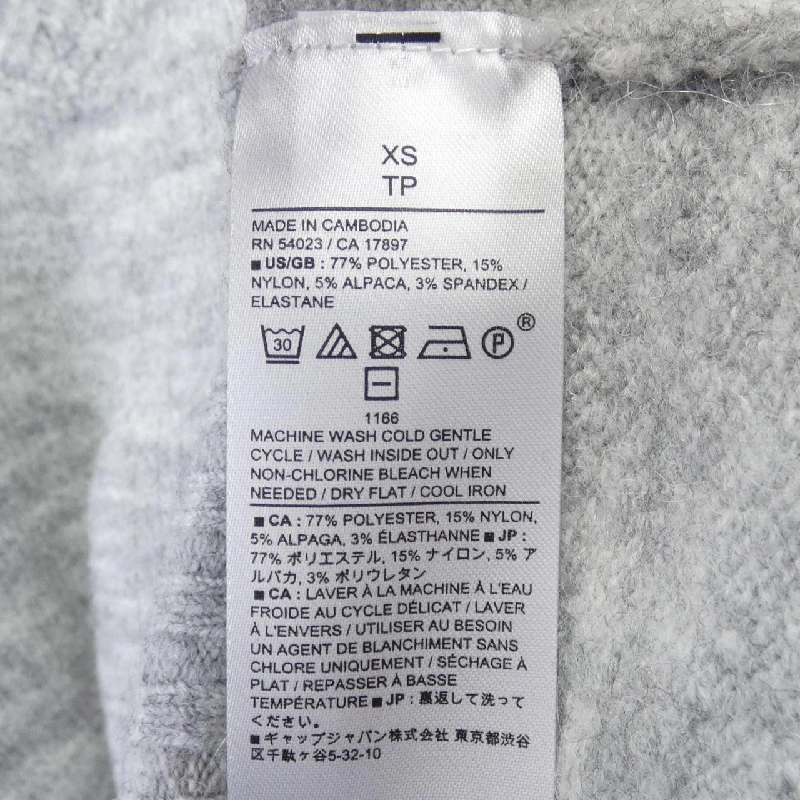 XS
TP
MADE IN CAMBODIA
RN 54023 / CA 17897
■ US/GB : 77% POLYESTER, 15%
NYLON, 5% ALPACA, 3% SPANDEX /
ELASTANE
30 P ®
1166
MACHINE WASH COLD GENTLE
CYCLE / WASH INSIDE OUT / ONLY
NON-CHLORINE BLEACH WHEN
NEEDED / DRY FLAT / COOL IRON
■ CA : 77% POLYESTER, 15% NYLON,
5% ALPAGA, 3% ÉLASTHANNE ■ JP :
77% ポリエステル, 15% ナイロン, 5% ア
ルパカ, 3% ポリウレタン
■ CA : LAVER À LA MACHINE À L'EAU
FROIDE AU CYCLE DÉLICAT / LAVER
À L'ENVERS / UTILISER AU BESOIN
UN AGENT DE BLANCHIMENT SANS
CHLORE UNIQUEMENT / SÉCHAGE À
PLAT / REPASSER À BASSE
TEMPÉRATURE ■ JP : 裏返して洗って
ください。
■ ギャップジャパン株式会社 東京都渋谷
区千駄ヶ谷5-32-10